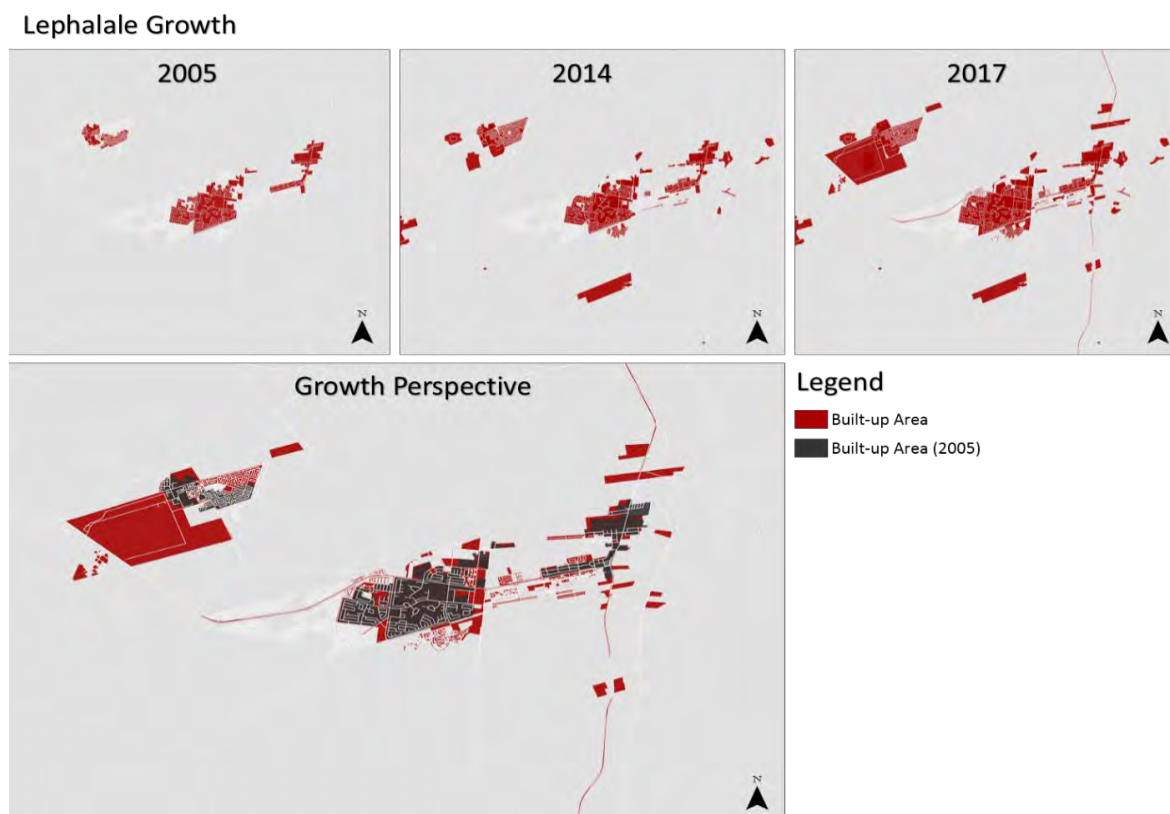 Lephalale Growth
2005
2014
2017
N
N
N
Growth Perspective
N
Legend
Built-up Area
Built-up Area (2005)